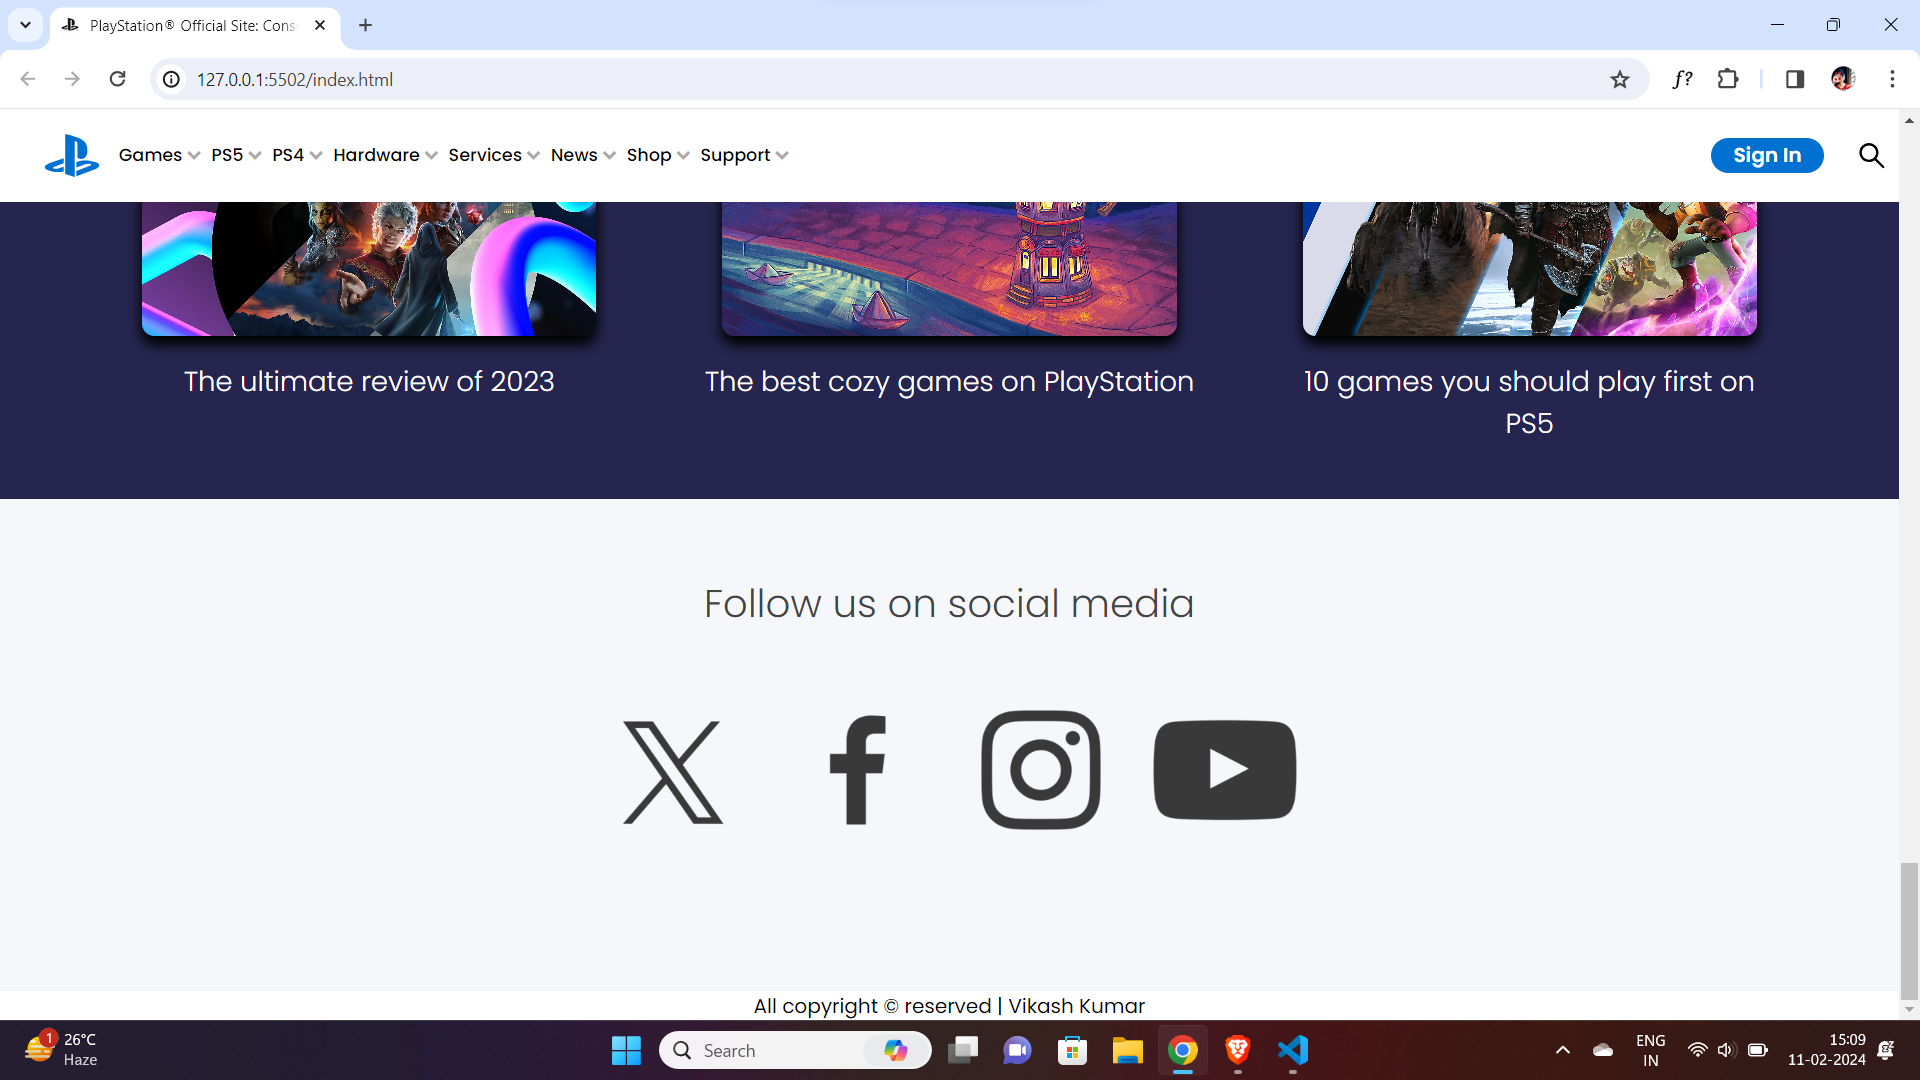 PlayStation® Official Site: Cons
127.0.0.1:5502/index.html
f?
Games PS5 PS4 Hardware Services News Shop Support
Sign In
The ultimate review of 2023
The best cozy games on PlayStation
10 games you should play first on
PS5
Follow us on social media
All copyright © reserved | Vikash Kumar
1
26°C
Haze
Search
ENG
IN
15:09
11-02-2024